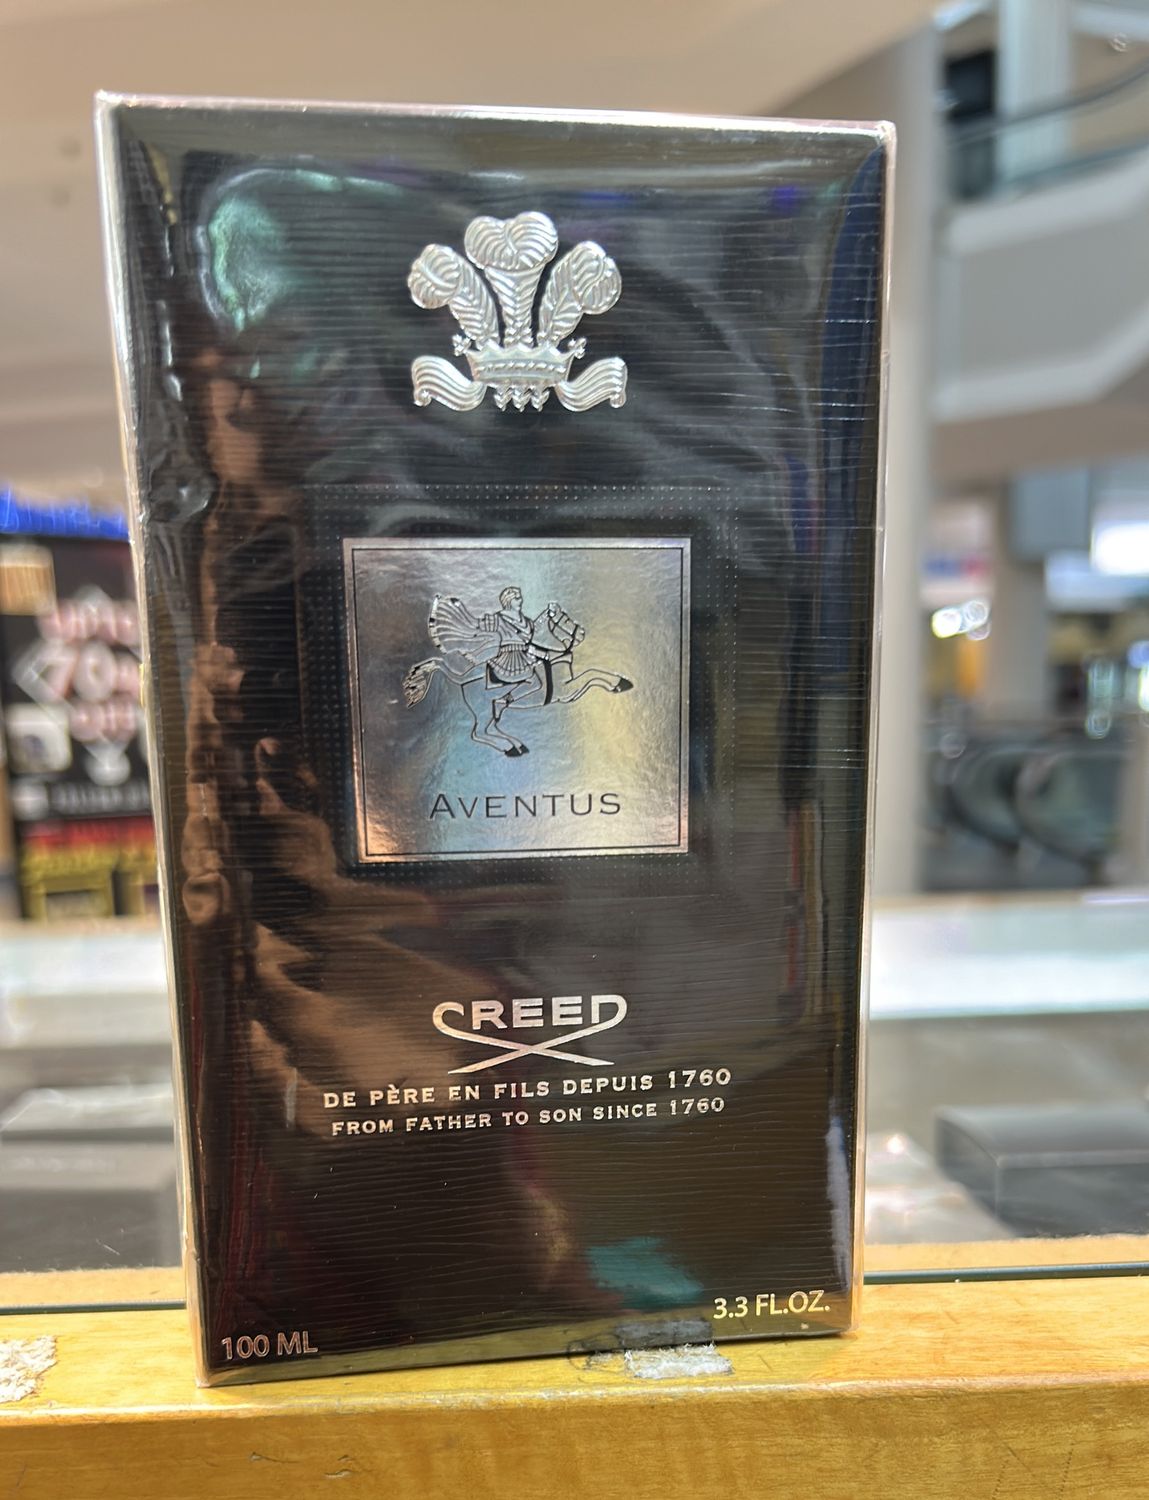 AVENTUS
CREED
DE PÈRE EN FILS DEPUIS 1760
FROM FATHER TO SON SINCE 1760
3.3 FL.OZ.
100 ML